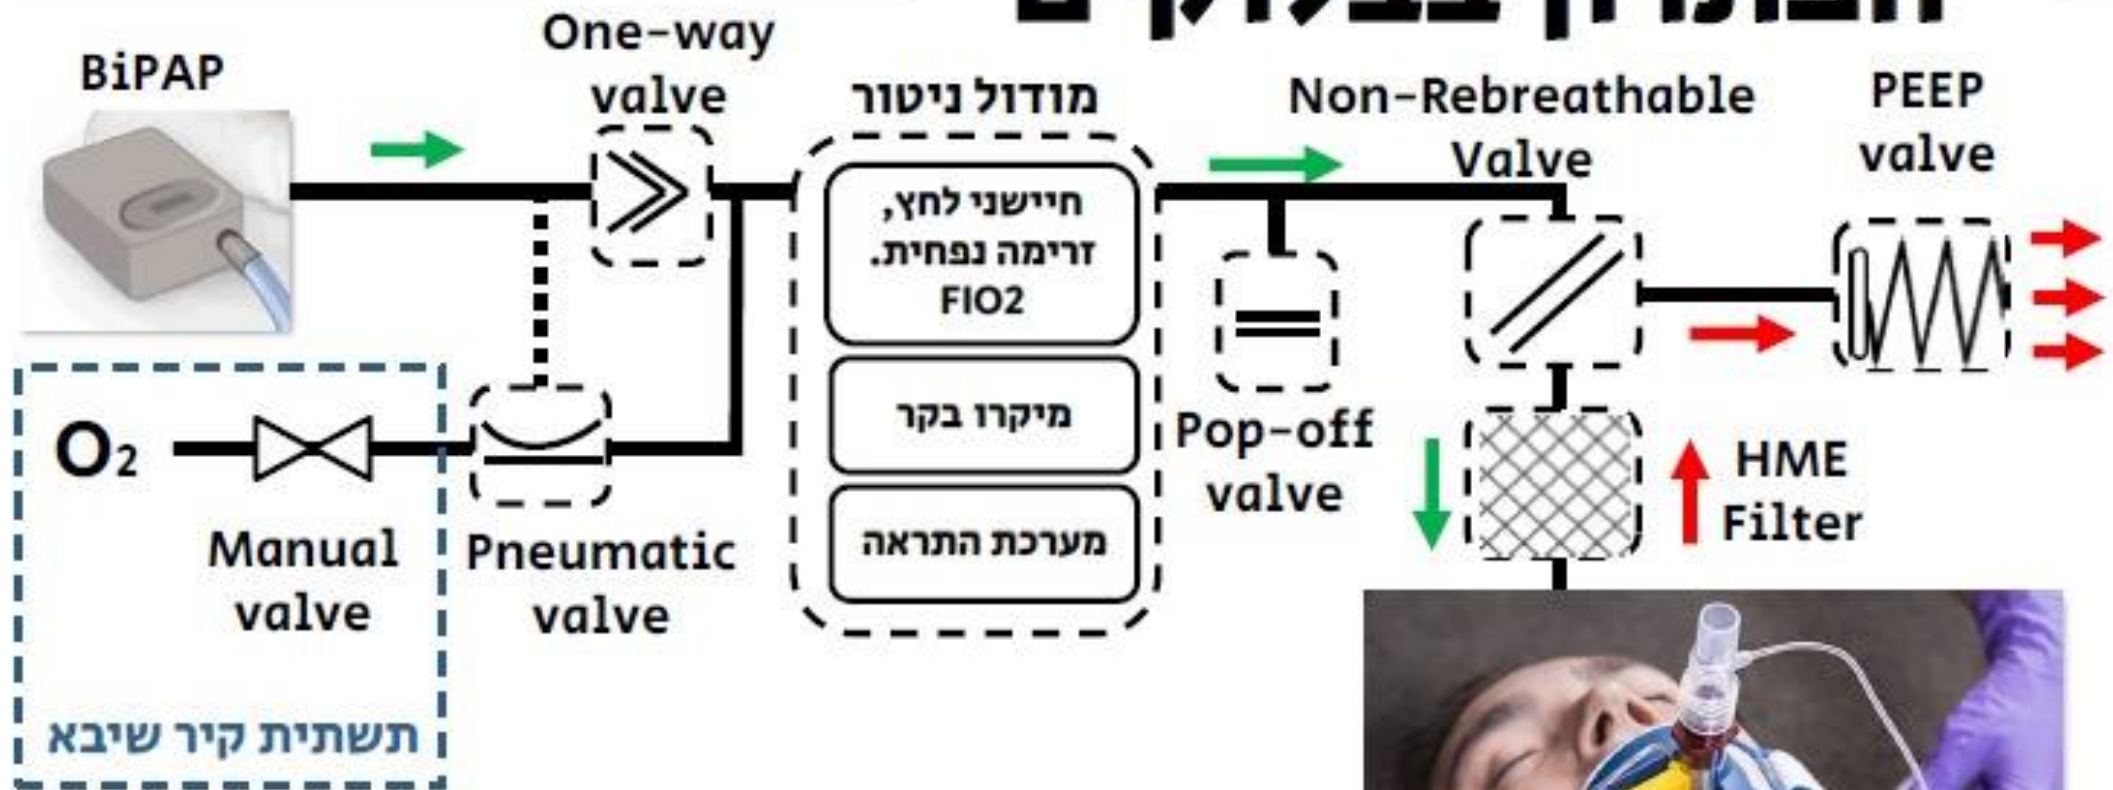 BiPAP
One-way
valve
מודול ניטור
חיישני לחץ,
זרימה נפחית.
FIO2
מיקרו בקר
מערכת התראה
Non-Rebreathable
Valve
PEEP
valve
Pop-off
valve
HME
Filter
O₂
Manual
valve
Pneumatic
valve
תשתית קיר שיבא